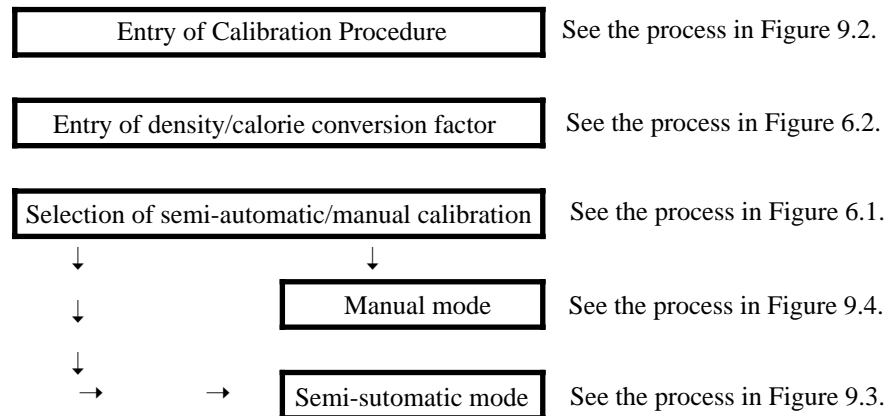 Entry of Calibration Procedure See the process in Figure 9.2.
Entry of density/calorie conversion factor See the process in Figure 6.2.
Selection of semi-automatic/manual calibration See the process in Figure 6.1.
↓ ↓
↓ Manual mode See the process in Figure 9.4.
↓
→ → Semi-sutomatic mode See the process in Figure 9.3.